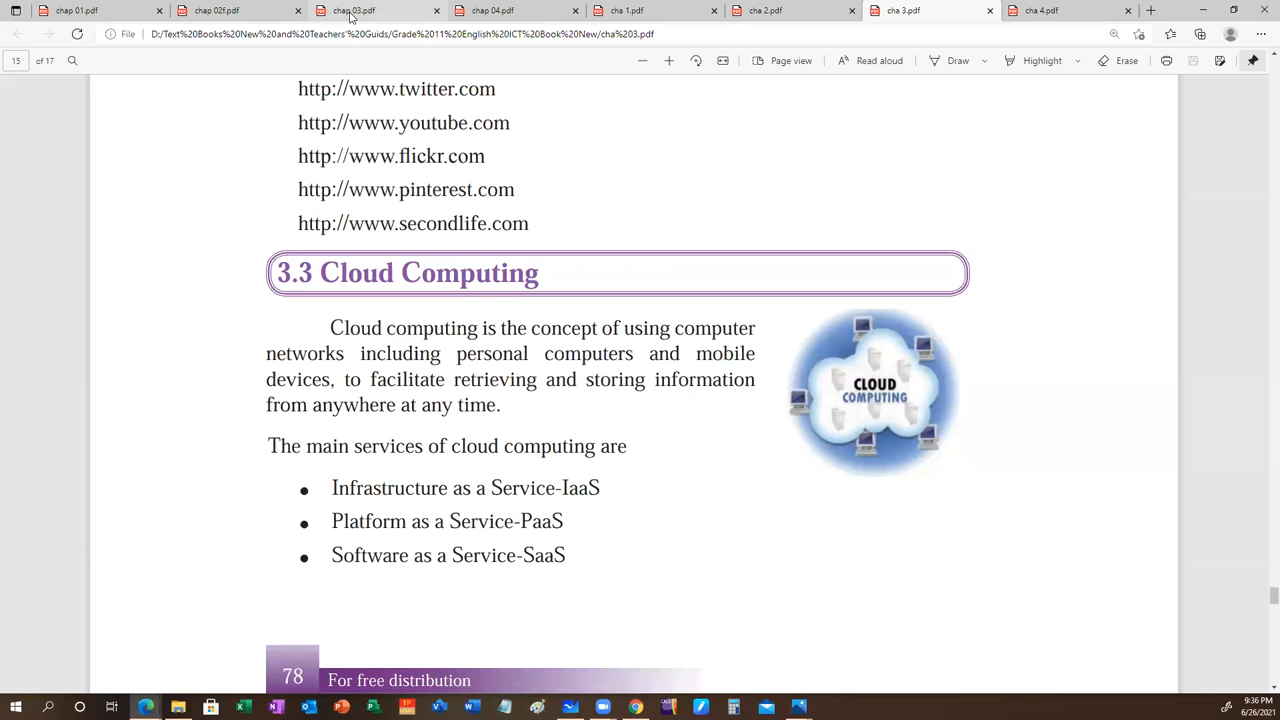 chap 01.pdf
chap 02f.pdf
chap 03.pdf
chap 04.pdf
cha 1.pdf
cha 2.pdf
cha 3.pdf
cha 4.pdf
File
D:/Text%20Books%20New%20and%20Teachers'%20Guids/Grade%2011%20English%20ICT%20Book%20New/cha%203.pdf
15 of 17
Page view
Read aloud
Draw
Highlight
Erase
http://www.twitter.com
http://www.youtube.com
http://www.flickr.com
http://www.pinterest.com
http://www.secondlife.com
3.3 Cloud Computing
Cloud computing is the concept of using computer
networks including personal computers and mobile
devices, to facilitate retrieving and storing information
from anywhere at any time.
CLOUD
COMPUTING
The main services of cloud computing are
• Infrastructure as a Service-IaaS
• Platform as a Service-PaaS
• Software as a Service-SaaS
78
For free distribution
9:36 PM
6/26/2021